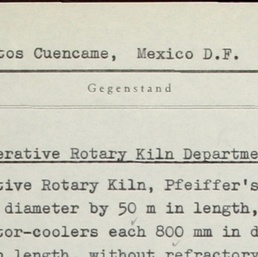 tos Cuencame, Mexico D.F.
Gegenstand
erative Rotary Kiln Departme
tive Rotary Kiln, Pfeiffer's
diameter by 50 m in length,
tor-coolers each 800 mm in d
n length, without refractory